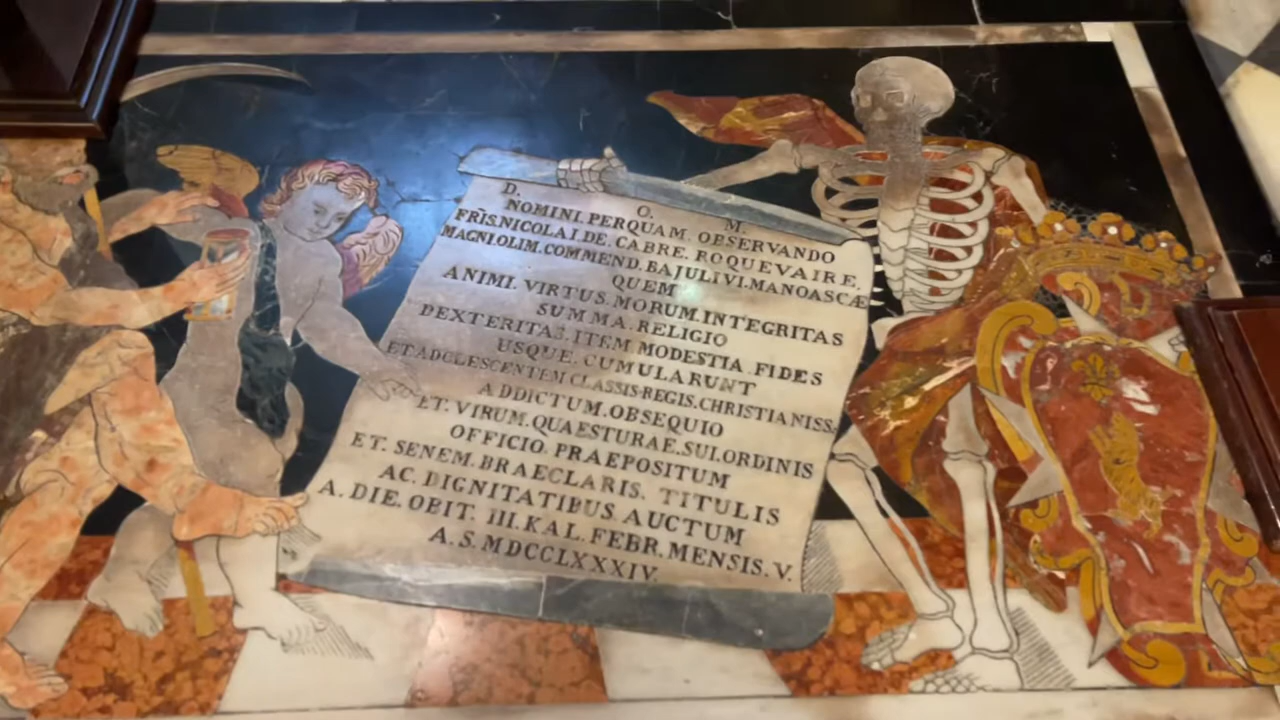 D. O. M.
NOMINI. PERQUAM. OBSERVANDO
FRĪS. NICOLAI. DE. CABRE. ROQUEVAIRE.
MAGNI. OLIM. COMMEND. BAJULIVI. MANOASCÆ
QUEM
ANIMI. VIRTUS. MORUM. INTEGRITAS
SUMMA. RELIGIO
DEXTERITAS. ITEM. MODESTIA. FIDES
USQUE. CUMULARUNT
ET. ADOLESCENTEM CLASSIS. REGIS. CHRISTIANISS.
ADDICTUM. OBSEQUIO
ET. VIRUM. QUAESTURAE. SUI. ORDINIS
OFFICIO. PRAEPOSITUM
ET. SENEM. BRAECLARIS. TITULIS
AC. DIGNITATIBUS. AUCTUM
A. DIE. OBIT. III. KAL. FEBR. MENSIS. V.
A. S. MDCCLXXXIV.